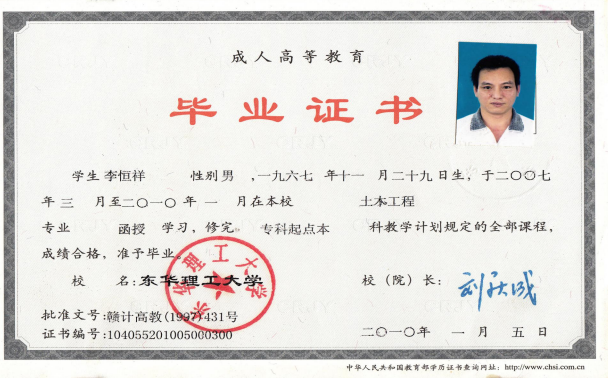 成人高等教育
毕业证书
学生 李恒祥 性别 男 ,一九六七 年 十一 月 二十九日生,于二〇〇七
年 三 月至二〇一〇年 一 月在本校 土木工程
专业 函授 学习,修完 专科起点本 科教学计划规定的全部课程,
成绩合格,准予毕业。
校 名:东华理工大学 校(院)长:
东华理工大学
批准文号:赣计高教(1997)431号
证书编号:104055201005000300 二〇一〇年 一 月 五 日
中华人民共和国教育部学历证书查询网址:http://www.chsi.com.cn